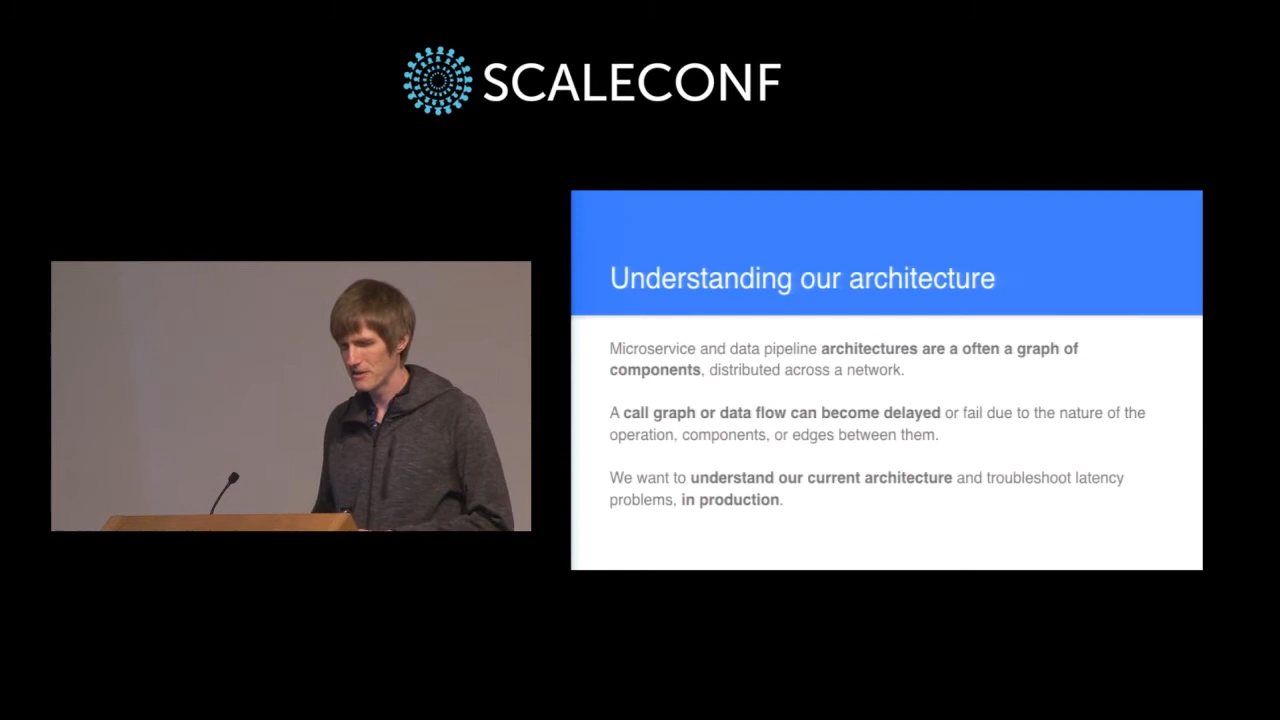 SCALECONF
Understanding our architecture
Microservice and data pipeline architectures are a often a graph of
components, distributed across a network.
A call graph or data flow can become delayed or fail due to the nature of the
operation, components, or edges between them.
We want to understand our current architecture and troubleshoot latency
problems, in production.